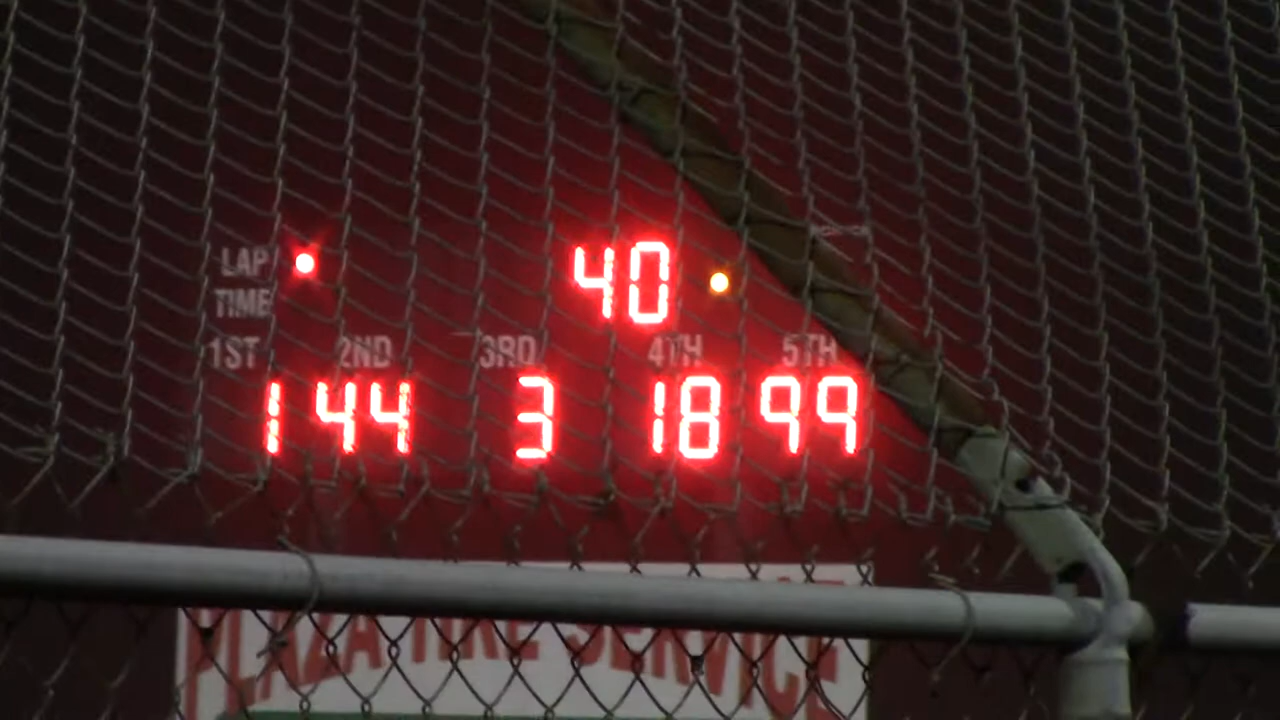 LAP 40
TIME
1ST 2ND 3RD 4TH 5TH
1 44 3 18 99
PLAZA TIRE SERVICE